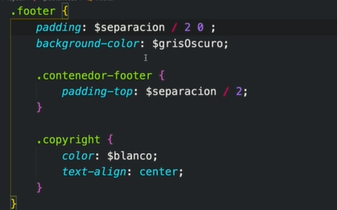 .footer {
padding: $separacion / 2 0 ;
background-color: $grisOscuro;
.contenedor-footer {
padding-top: $separacion / 2;
}
.copyright {
color: $blanco;
text-align: center;
}
}